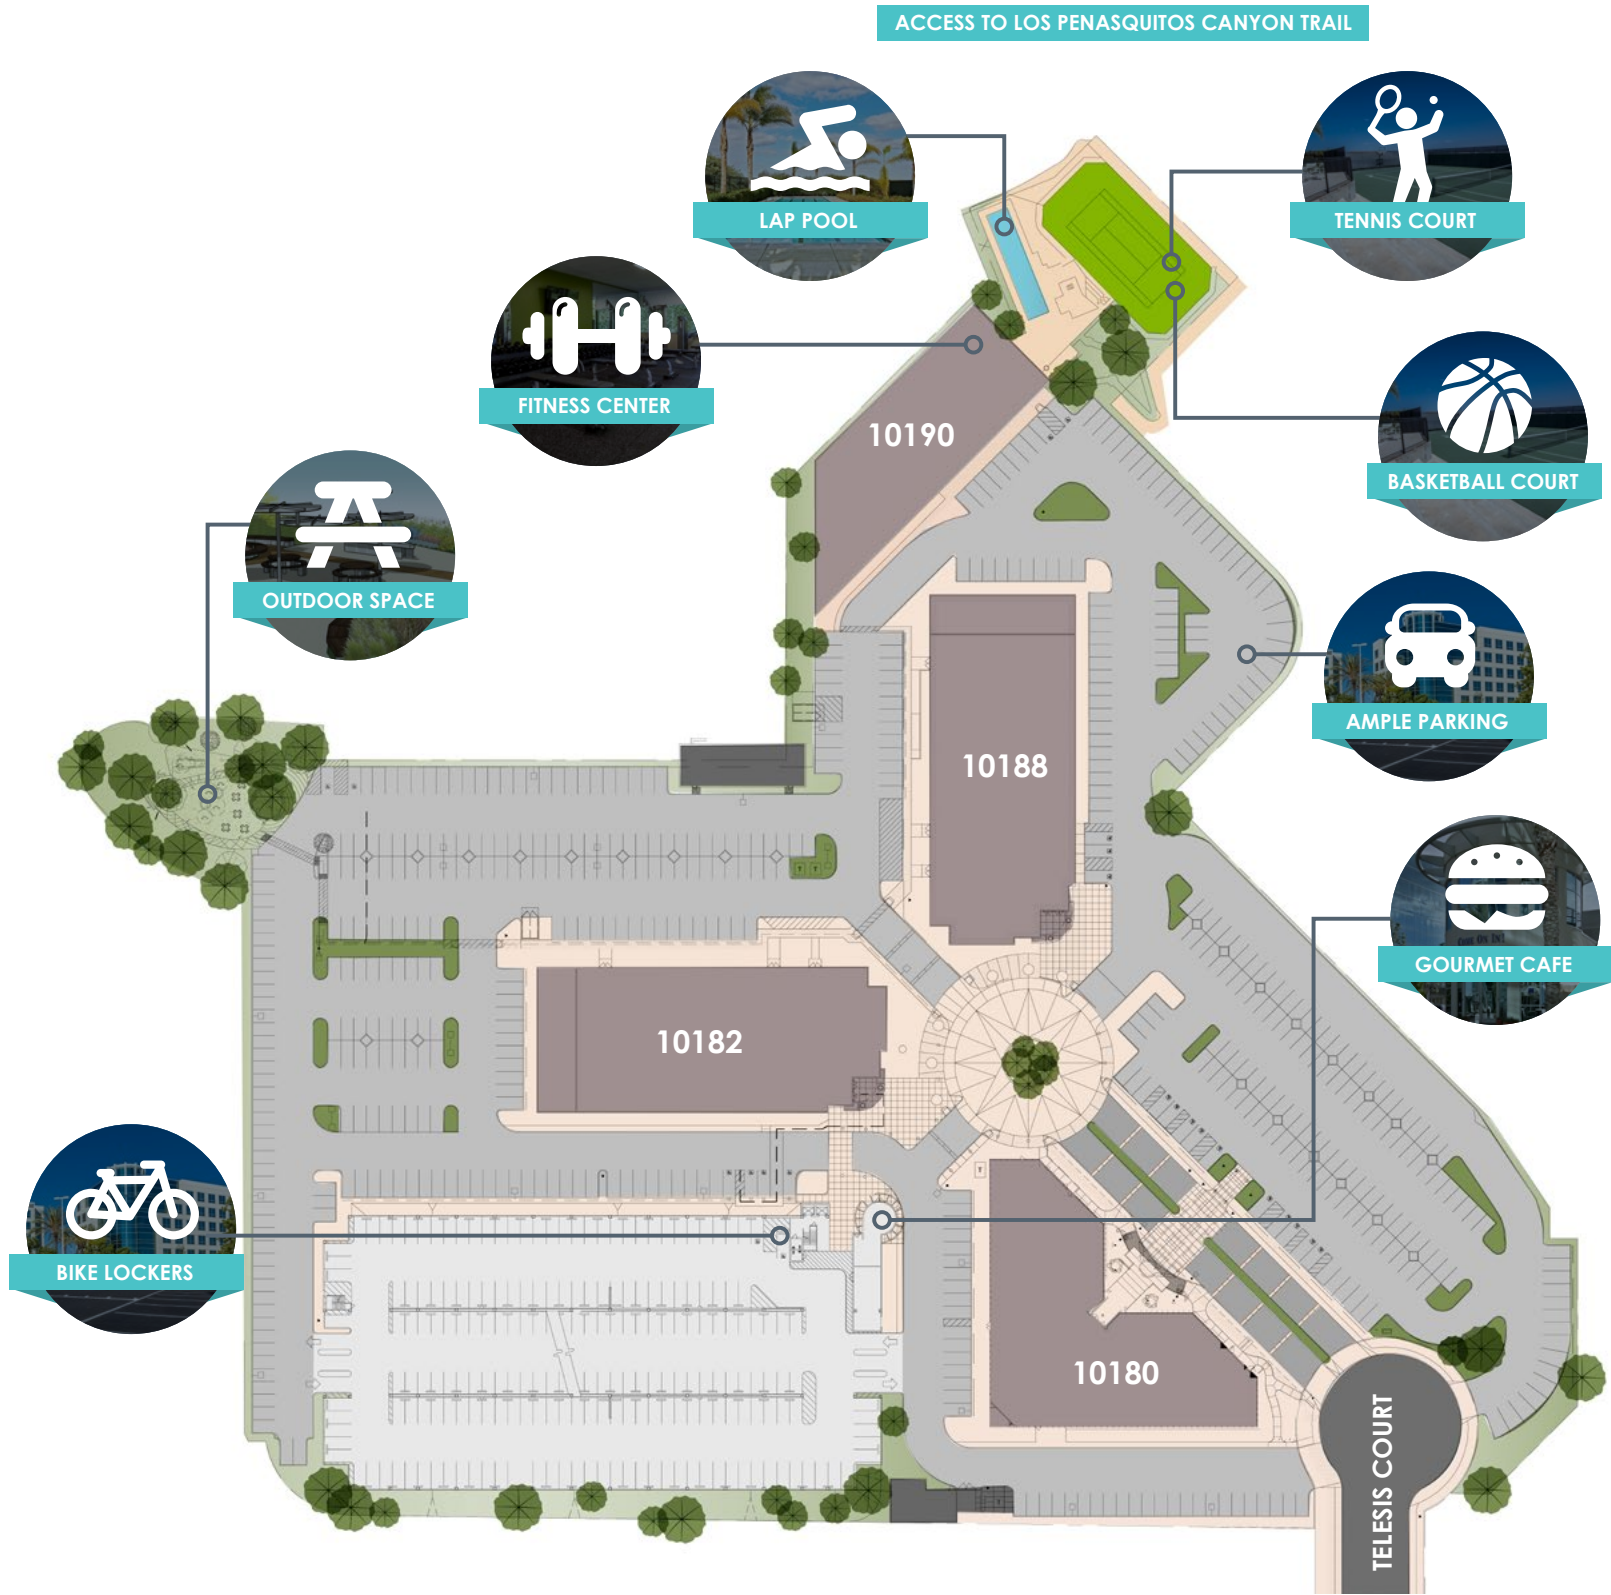 ACCESS TO LOS PENASQUITOS CANYON TRAIL
LAP POOL
TENNIS COURT
FITNESS CENTER
10190
BASKETBALL COURT
OUTDOOR SPACE
AMPLE PARKING
10188
GOURMET CAFE
10182
BIKE LOCKERS
10180
TELESIS COURT